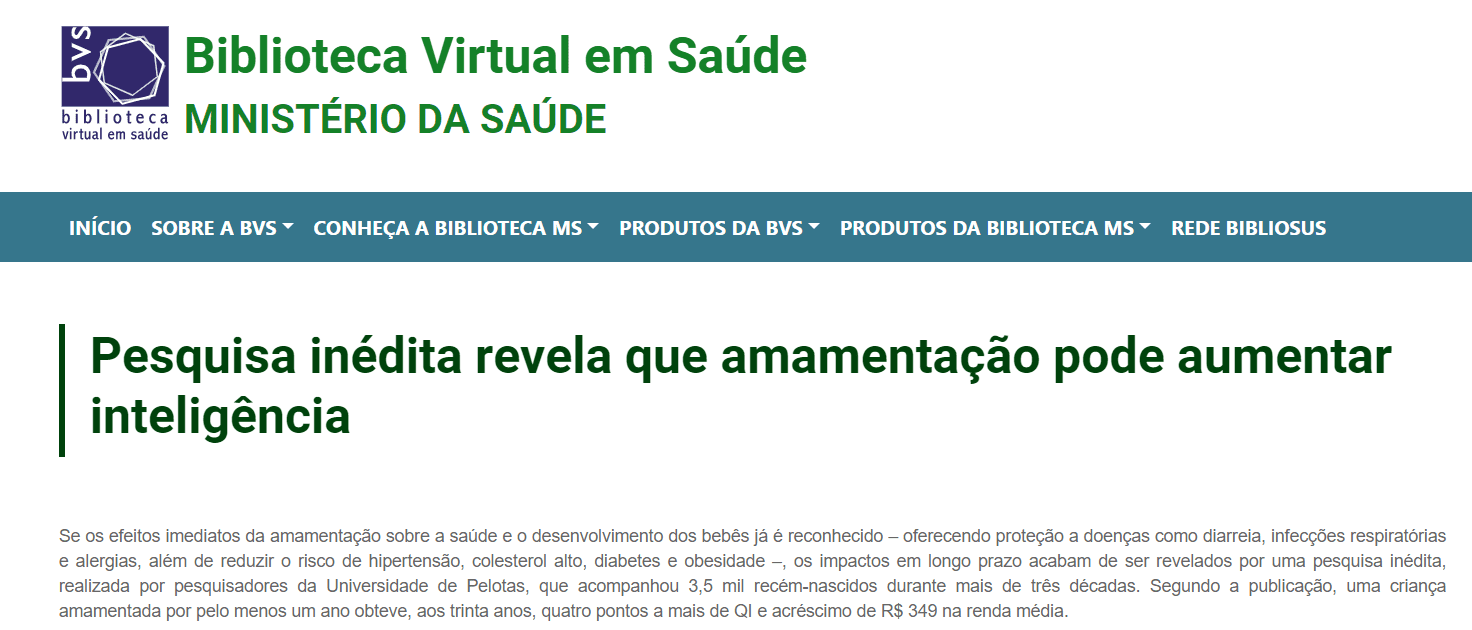 bvs
biblioteca
virtual em saúde
Biblioteca Virtual em Saúde
MINISTÉRIO DA SAÚDE
INÍCIO SOBRE A BVS CONHEÇA A BIBLIOTECA MS PRODUTOS DA BVS PRODUTOS DA BIBLIOTECA MS REDE BIBLIOSUS
Pesquisa inédita revela que amamentação pode aumentar
inteligência
Se os efeitos imediatos da amamentação sobre a saúde e o desenvolvimento dos bebês já é reconhecido – oferecendo proteção a doenças como diarreia, infecções respiratórias
e alergias, além de reduzir o risco de hipertensão, colesterol alto, diabetes e obesidade –, os impactos em longo prazo acabam de ser revelados por uma pesquisa inédita,
realizada por pesquisadores da Universidade de Pelotas, que acompanhou 3,5 mil recém-nascidos durante mais de três décadas. Segundo a publicação, uma criança
amamentada por pelo menos um ano obteve, aos trinta anos, quatro pontos a mais de QI e acréscimo de R$ 349 na renda média.